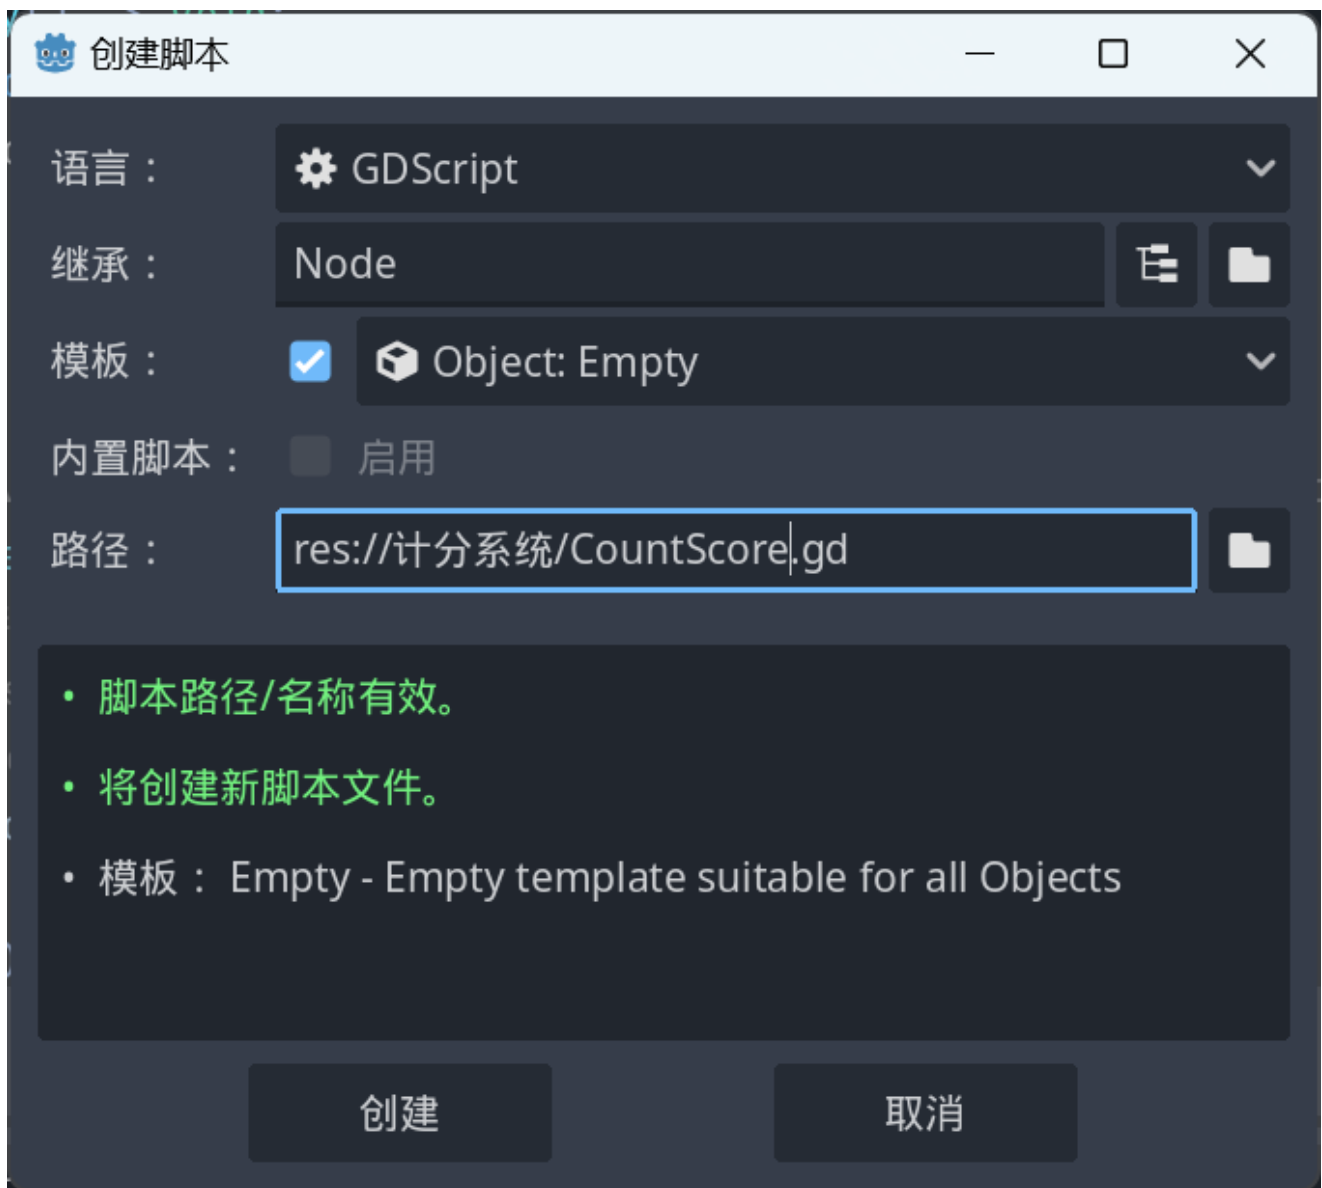 创建脚本
语言： GDScript
继承： Node
模板： Object: Empty
内置脚本： 启用
路径： res://计分系统/CountScore.gd
• 脚本路径/名称有效。
• 将创建新脚本文件。
• 模板： Empty - Empty template suitable for all Objects
创建 取消